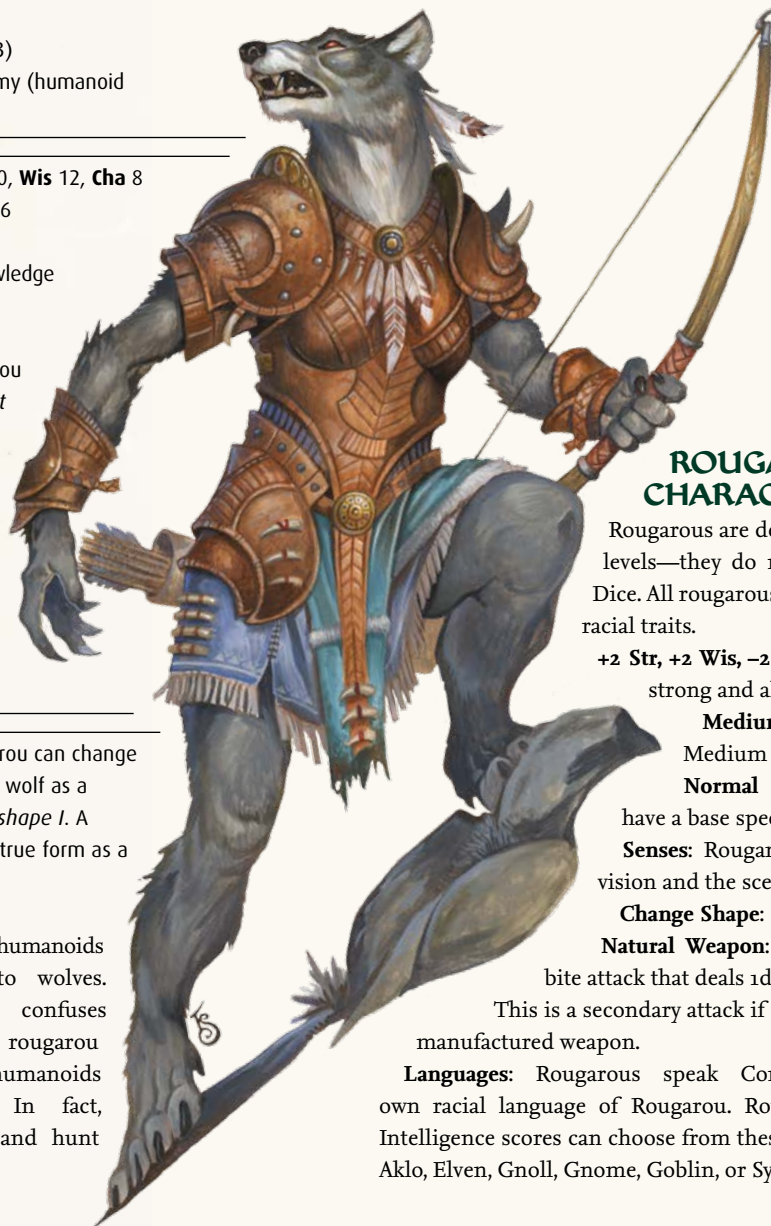 3)
my (humanoid
0, Wis 12, Cha 8
6
wledge
ou
t
rou can change
wolf as a
shape I. A
true form as a
humanoids
to wolves.
confuses
rougarou
humanoids
In fact,
and hunt
ROUGA
CHARAC
Rougarous are de
levels—they do
Dice. All rougarous
racial traits.
+2 Str, +2 Wis, –2
strong and al
Medium
Medium
Normal
have a base spee
Senses: Rougar
vision and the sce
Change Shape:
Natural Weapon:
bite attack that deals 1d
This is a secondary attack if
manufactured weapon.
Languages: Rougarous speak Com
own racial language of Rougarou. Ro
Intelligence scores can choose from thes
Aklo, Elven, Gnoll, Gnome, Goblin, or Sy